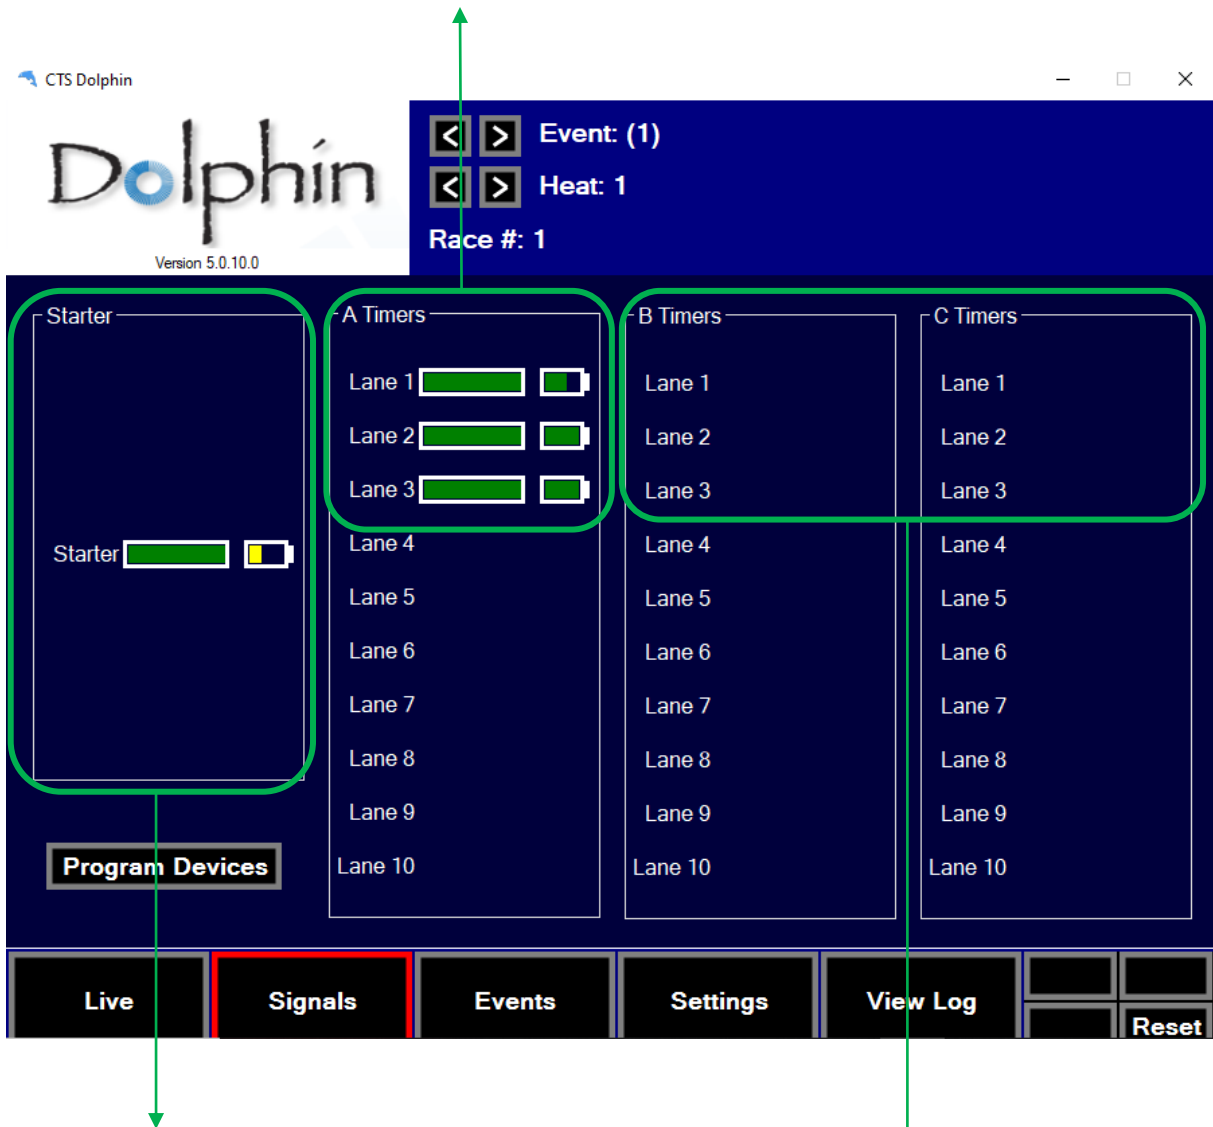 CTS Dolphin
Dolphin
Version 5.0.10.0
< > Event: (1)
< > Heat: 1
Race #: 1
Starter
Starter
Program Devices
A Timers
Lane 1
Lane 2
Lane 3
Lane 4
Lane 5
Lane 6
Lane 7
Lane 8
Lane 9
Lane 10
B Timers
Lane 1
Lane 2
Lane 3
Lane 4
Lane 5
Lane 6
Lane 7
Lane 8
Lane 9
Lane 10
C Timers
Lane 1
Lane 2
Lane 3
Lane 4
Lane 5
Lane 6
Lane 7
Lane 8
Lane 9
Lane 10
Live
Signals
Events
Settings
View Log
Reset